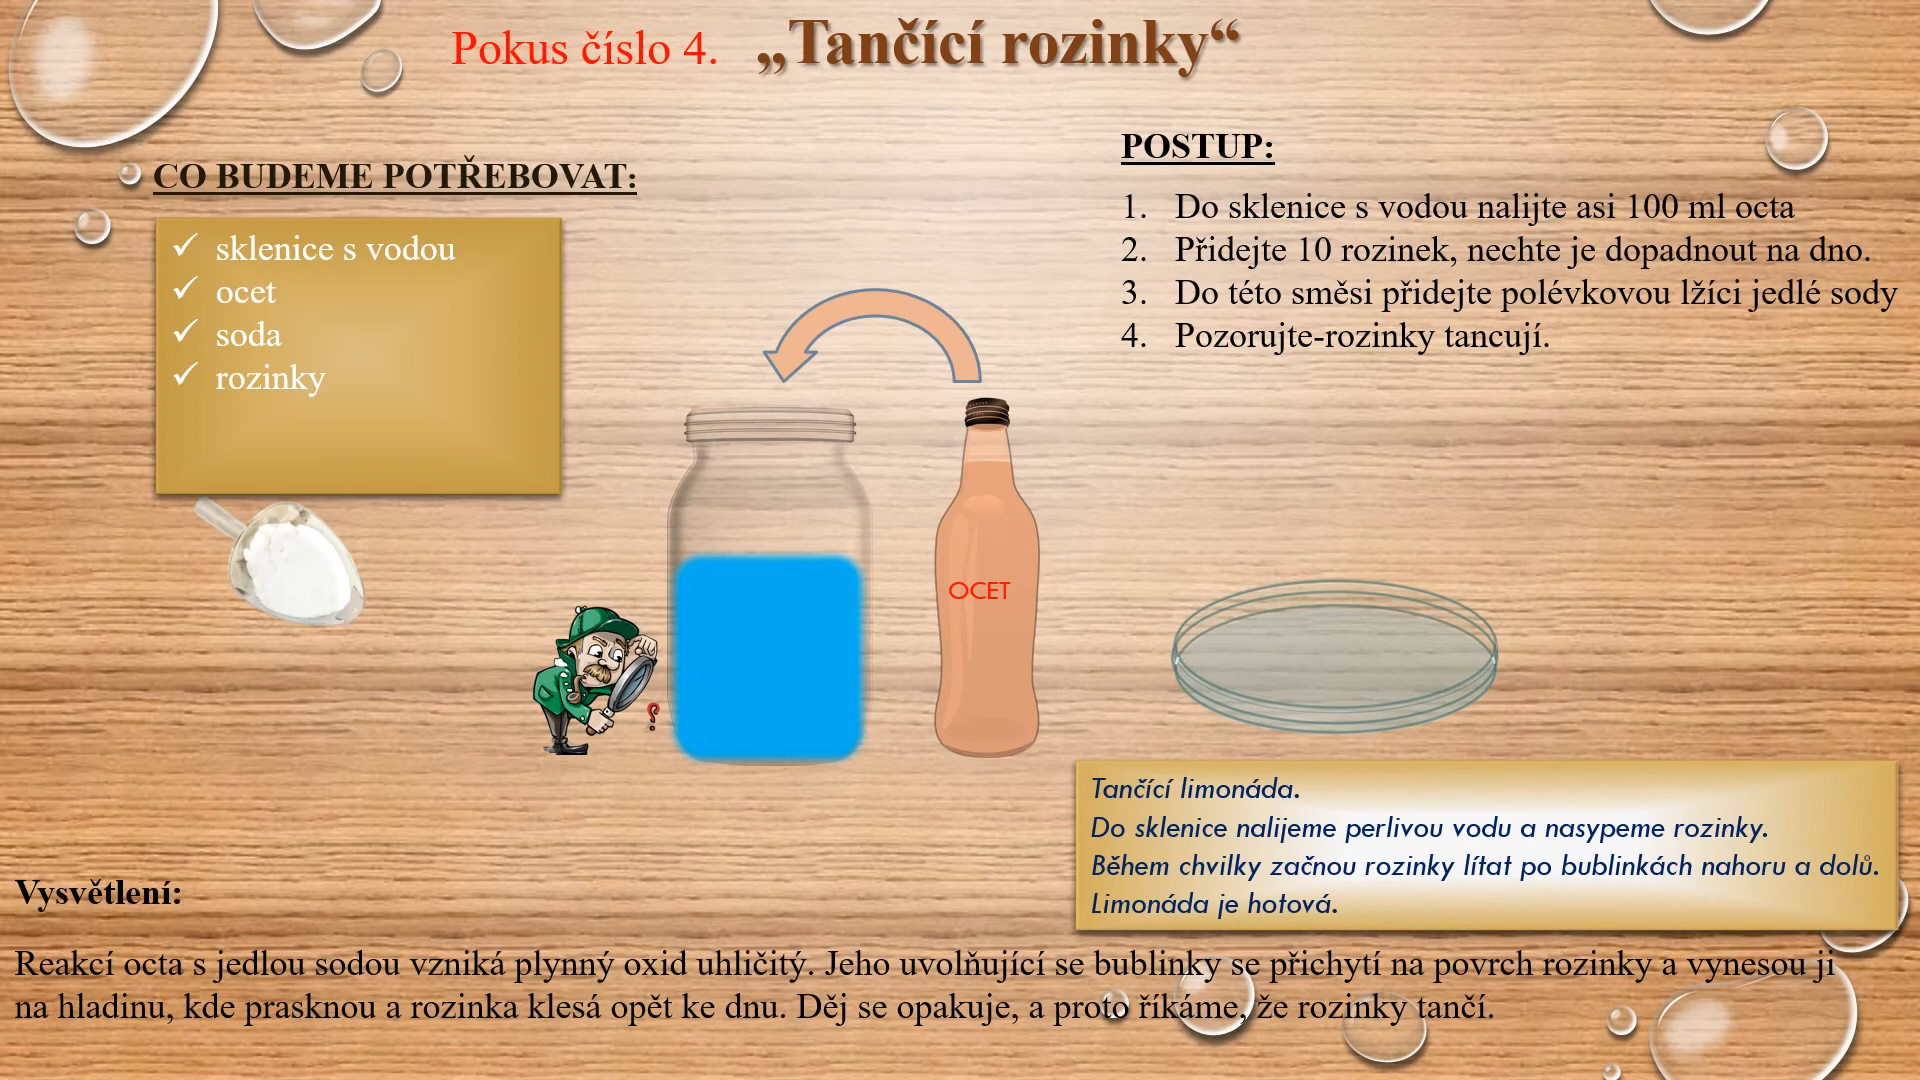 Pokus číslo 4. „Tančící rozinky“
CO BUDEME POTŘEBOVAT:
✓ sklenice s vodou
✓ ocet
✓ soda
✓ rozinky
POSTUP:
1. Do sklenice s vodou nalijte asi 100 ml octa
2. Přidejte 10 rozinek, nechte je dopadnout na dno.
3. Do této směsi přidejte polévkovou lžíci jedlé sody
4. Pozorujte-rozinky tancují.
OCET
?
Tančící limonáda.
Do sklenice nalijeme perlivou vodu a nasypeme rozinky.
Během chvilky začnou rozinky lítat po bublinkách nahoru a dolů.
Limonáda je hotová.
Vysvětlení:
Reakcí octa s jedlou sodou vzniká plynný oxid uhličitý. Jeho uvolňující se bublinky se přichytí na povrch rozinky a vynesou ji
na hladinu, kde prasknou a rozinka klesá opět ke dnu. Děj se opakuje, a proto říkáme, že rozinky tančí.